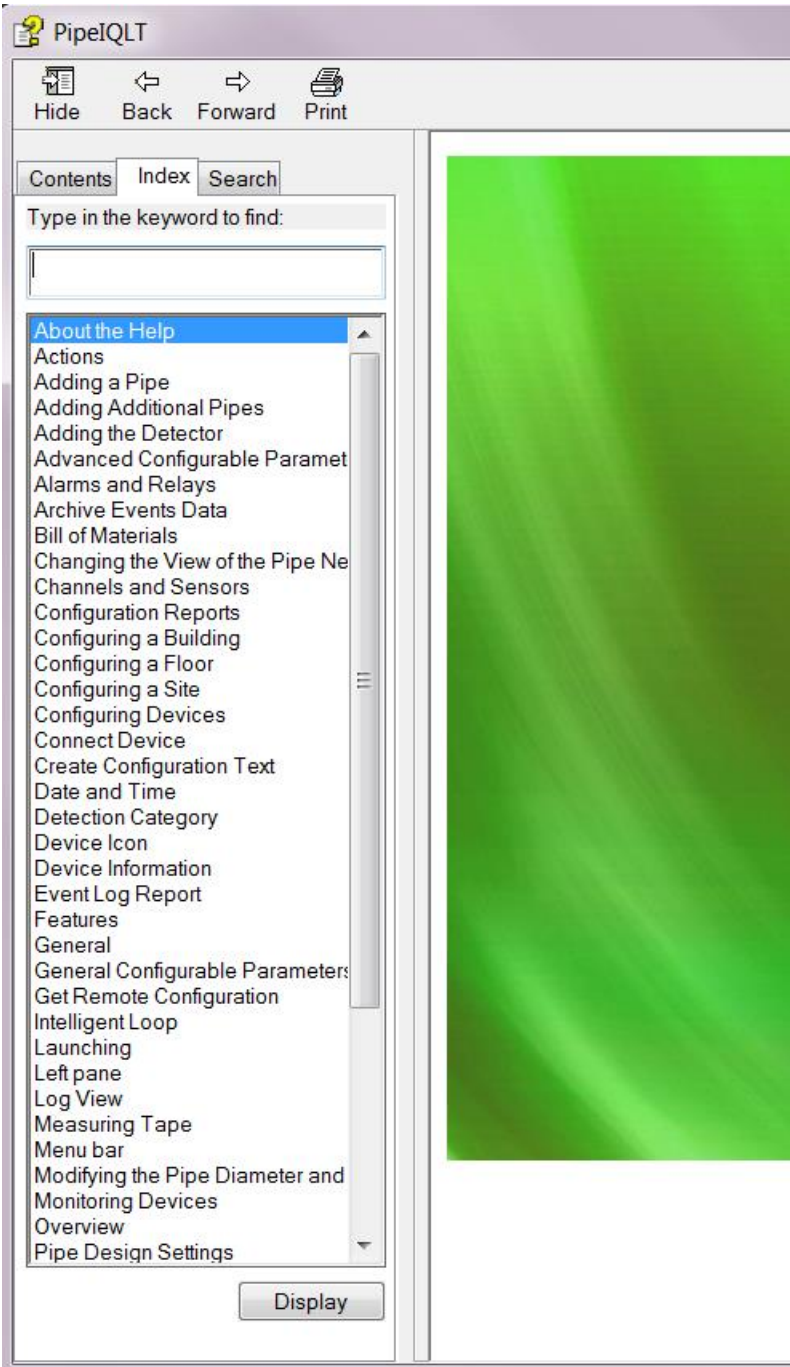 PipeIQLT
Hide Back Forward Print
Contents Index Search
Type in the keyword to find:
About the Help
Actions
Adding a Pipe
Adding Additional Pipes
Adding the Detector
Advanced Configurable Paramet
Alarms and Relays
Archive Events Data
Bill of Materials
Changing the View of the Pipe Ne
Channels and Sensors
Configuration Reports
Configuring a Building
Configuring a Floor
Configuring a Site
Configuring Devices
Connect Device
Create Configuration Text
Date and Time
Detection Category
Device Icon
Device Information
Event Log Report
Features
General
General Configurable Parameters
Get Remote Configuration
Intelligent Loop
Launching
Left pane
Log View
Measuring Tape
Menu bar
Modifying the Pipe Diameter and
Monitoring Devices
Overview
Pipe Design Settings
Display